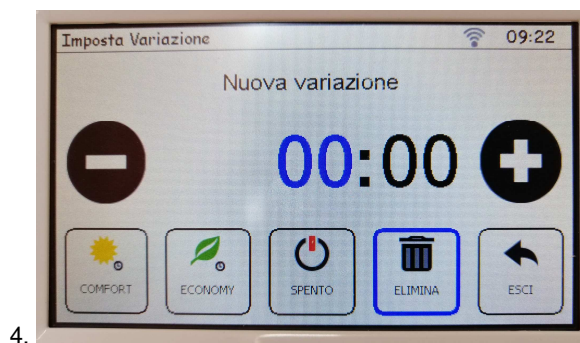 Imposta Variazione 09:22
Nuova variazione
00:00
COMFORT ECONOMY SPENTO ELIMINA ESCI
4.